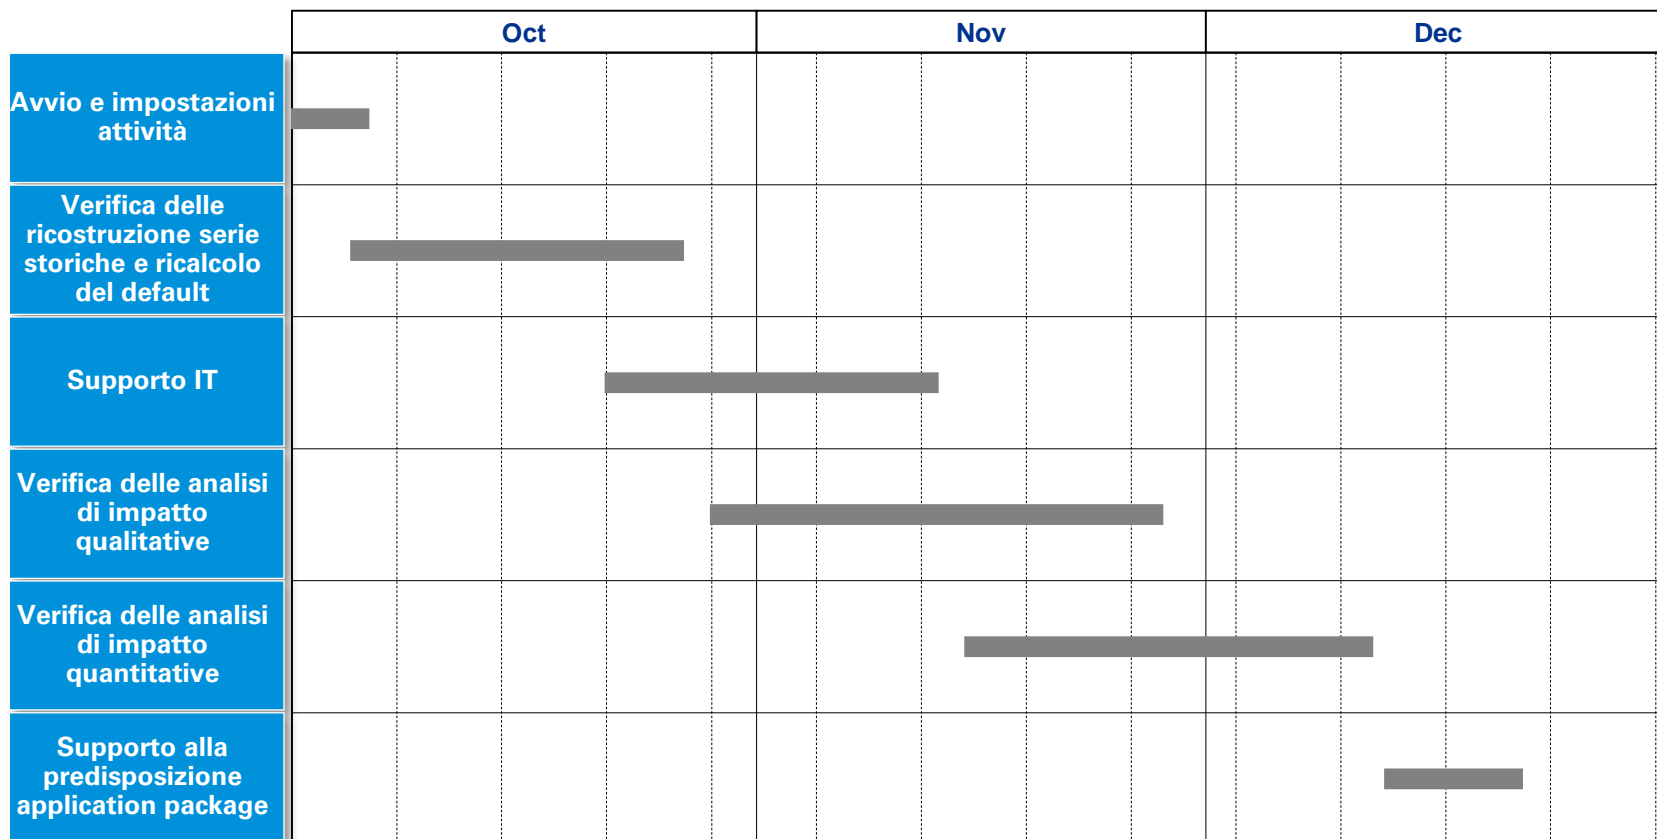 Oct
Nov
Dec
Avvio e impostazioni
attività
Verifica delle
ricostruzione serie
storiche e ricalcolo
del default
Supporto IT
Verifica delle analisi
di impatto
qualitative
Verifica delle analisi
di impatto
quantitative
Supporto alla
predisposizione
application package